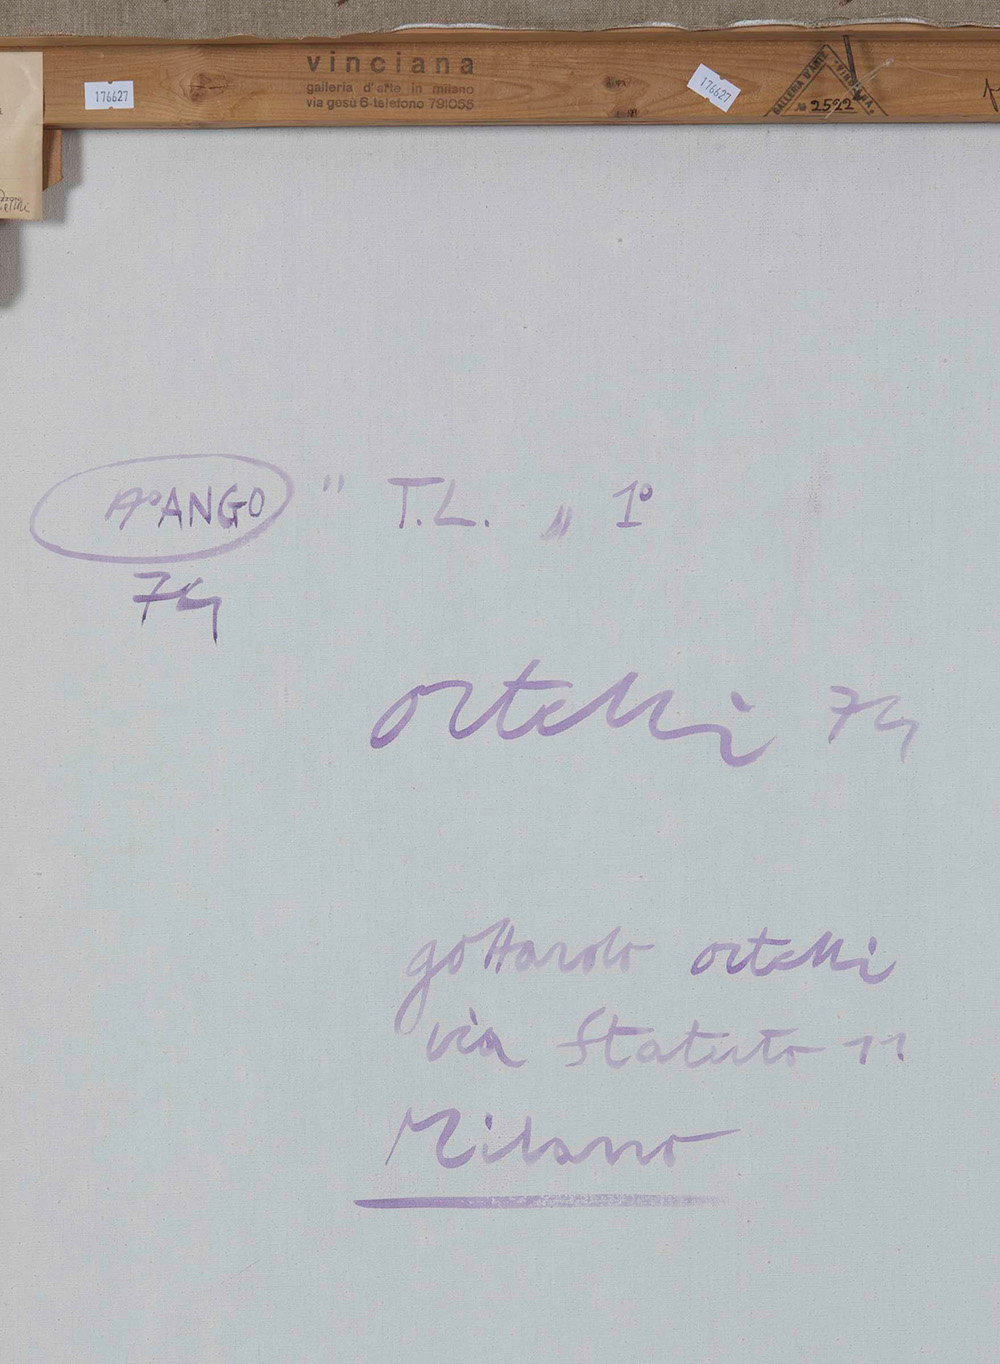 vinciana
galleria d'arte in milano
via gesù 6 telefono 791055
176627
176627
GALLERIA D'ARTE "VINCIANA"
№ 2522
A°ANGO " T.L. „ 1°
74
ortelli 74
gottardo ortelli
via Statuto 11
Milano